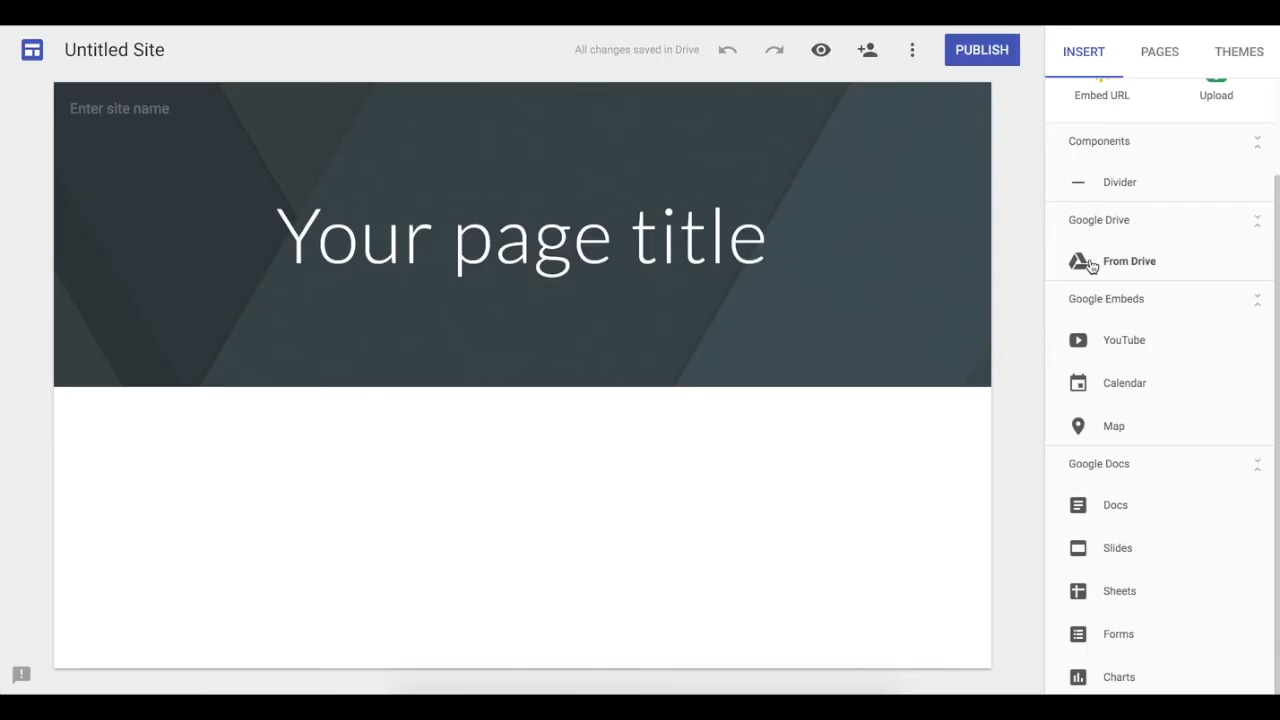 Untitled Site
All changes saved in Drive
PUBLISH
INSERT
PAGES
THEMES
Enter site name
Your page title
Embed URL
Upload
Components
Divider
Google Drive
From Drive
Google Embeds
YouTube
Calendar
Map
Google Docs
Docs
Slides
Sheets
Forms
Charts